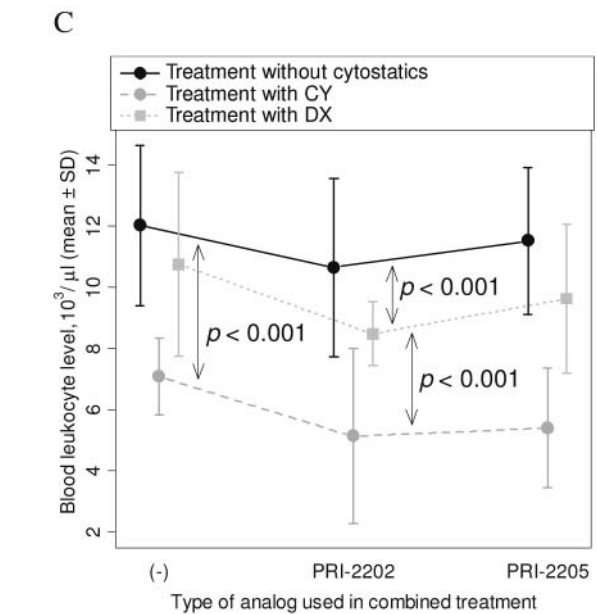 C
Treatment without cytostatics
Treatment with CY
Treatment with DX
Blood leukocyte level, 10³/ µl (mean ± SD)
14
12
10
8
6
4
2
p < 0.001
p < 0.001
p < 0.001
(-)
PRI-2202
PRI-2205
Type of analog used in combined treatment